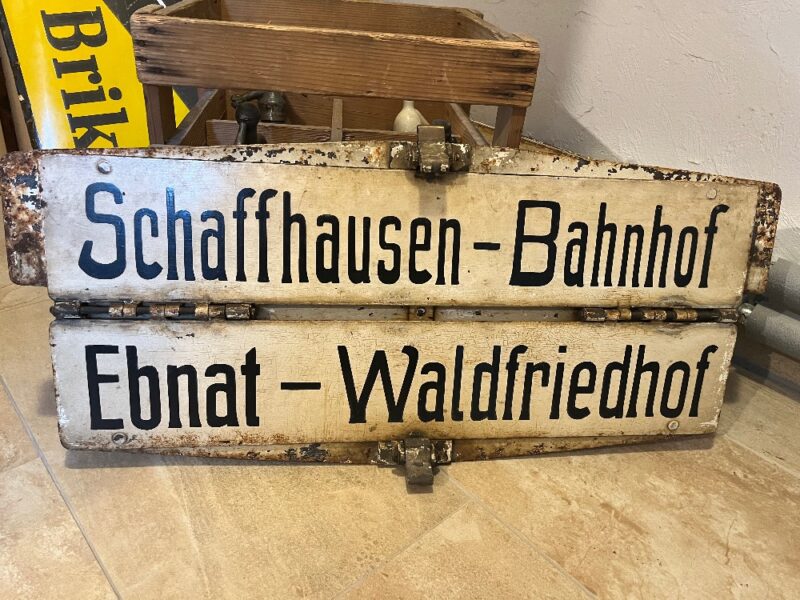 Brik
Schaffhausen - Bahnhof
Ebnat - Waldfriedhof